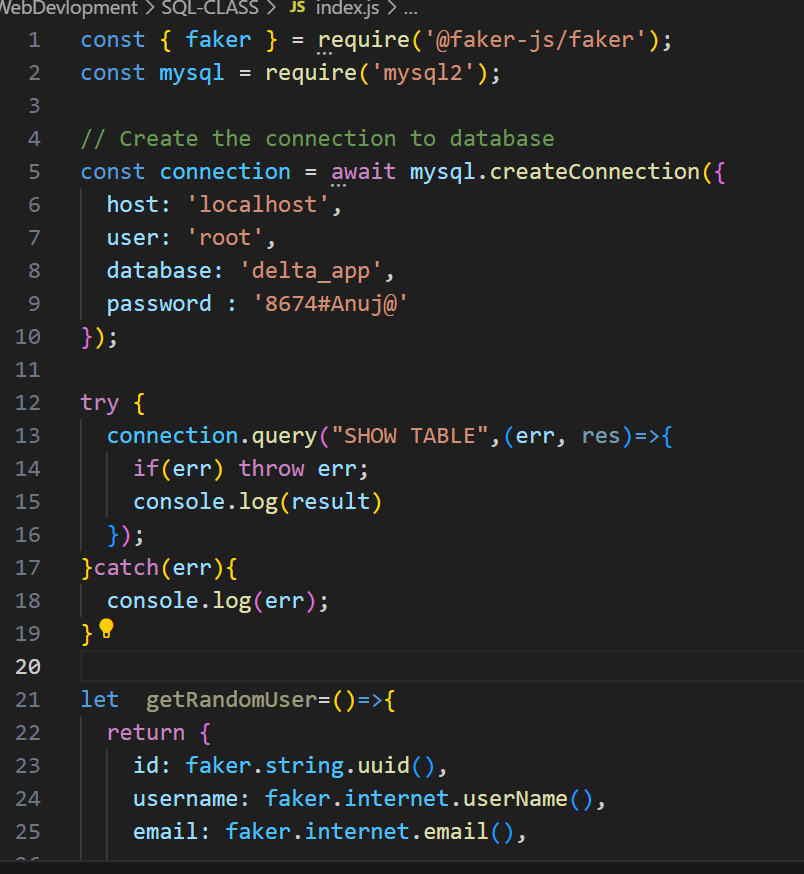 WebDevlopment > SQL-CLASS > JS index.js > ...
1 const { faker } = require('@faker-js/faker');
2 const mysql = require('mysql2');
3
4 // Create the connection to database
5 const connection = await mysql.createConnection({
6 host: 'localhost',
7 user: 'root',
8 database: 'delta_app',
9 password : '8674#Anuj@'
10 });
11
12 try {
13 connection.query("SHOW TABLE",(err, res)=>{
14 if(err) throw err;
15 console.log(result)
16 });
17 }catch(err){
18 console.log(err);
19 }
20
21 let  getRandomUser=()=>{
22 return {
23 id: faker.string.uuid(),
24 username: faker.internet.userName(),
25 email: faker.internet.email(),